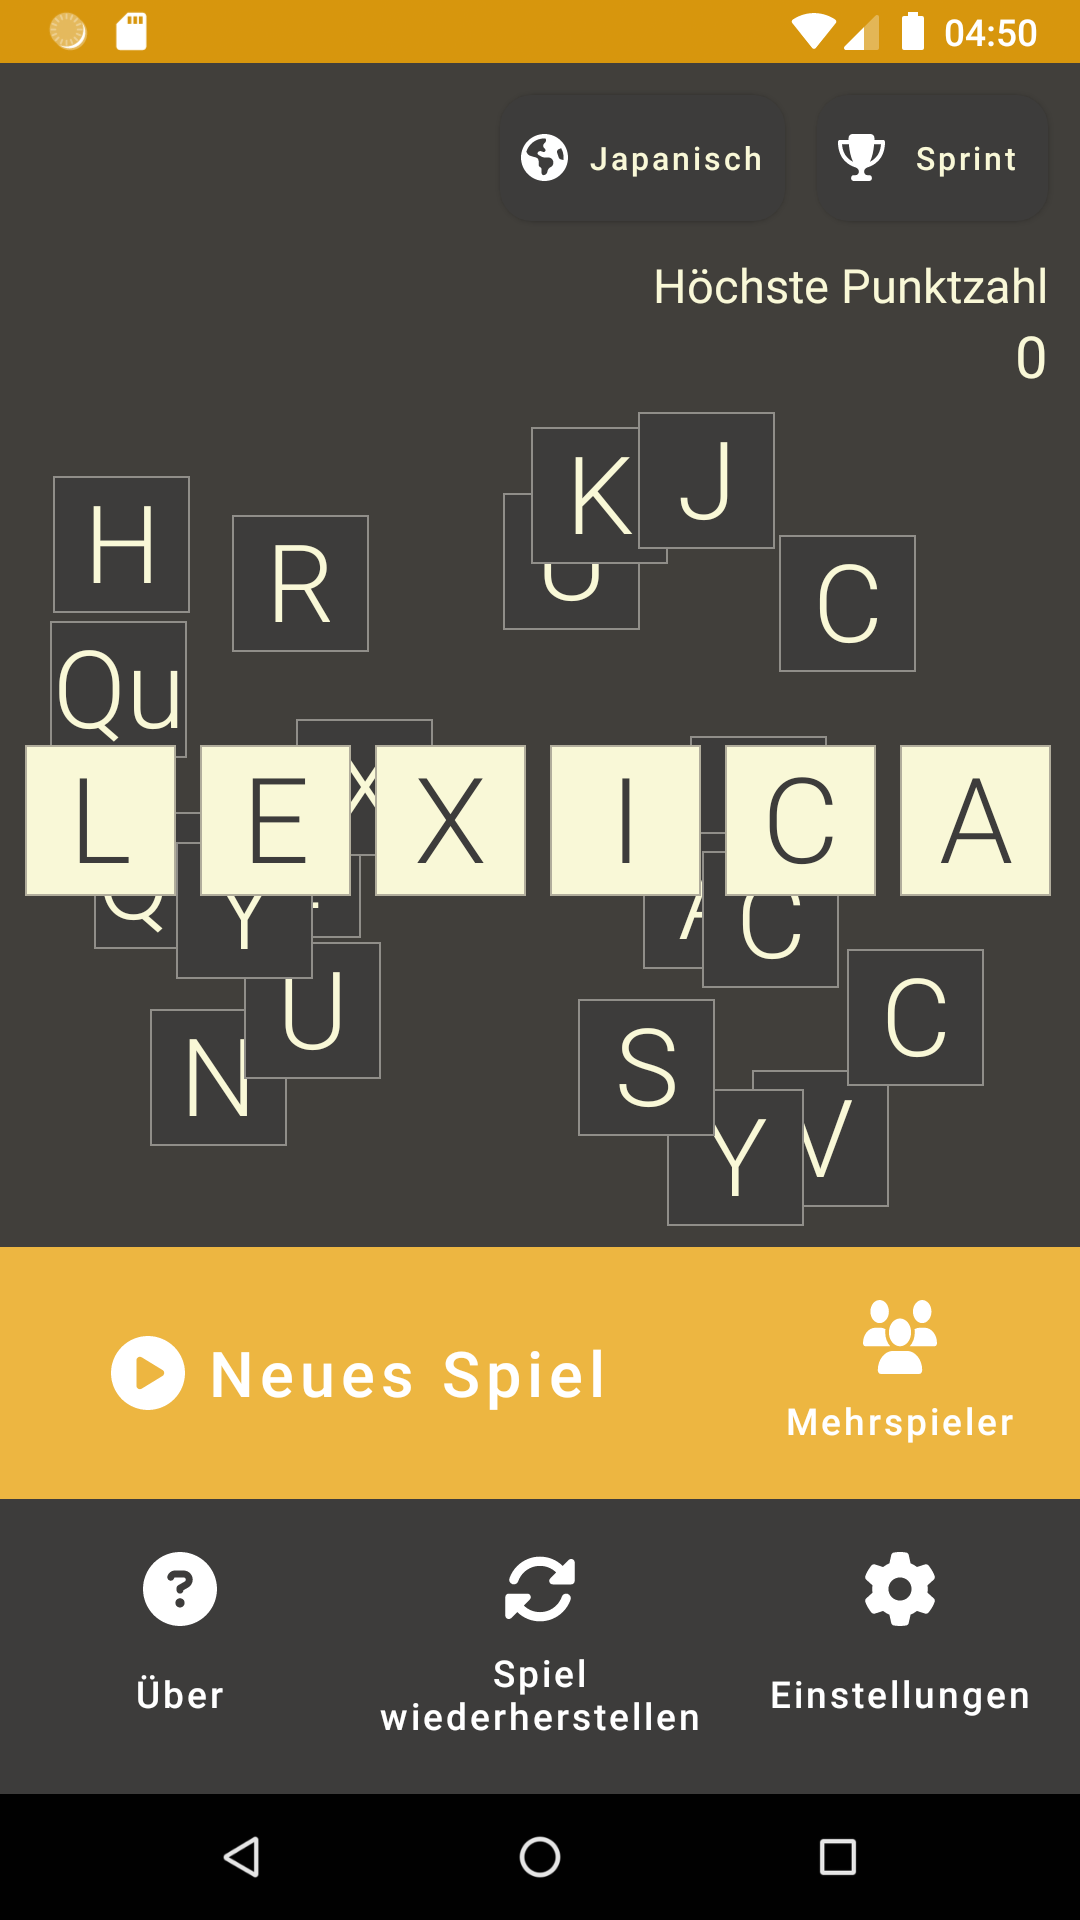 04:50
Japanisch Sprint
Höchste Punktzahl
0
K J
H R C
Qu
L E X I C A
Y C
U C
N S
Y V
Neues Spiel
Mehrspieler
Über
Spiel
wiederherstellen
Einstellungen